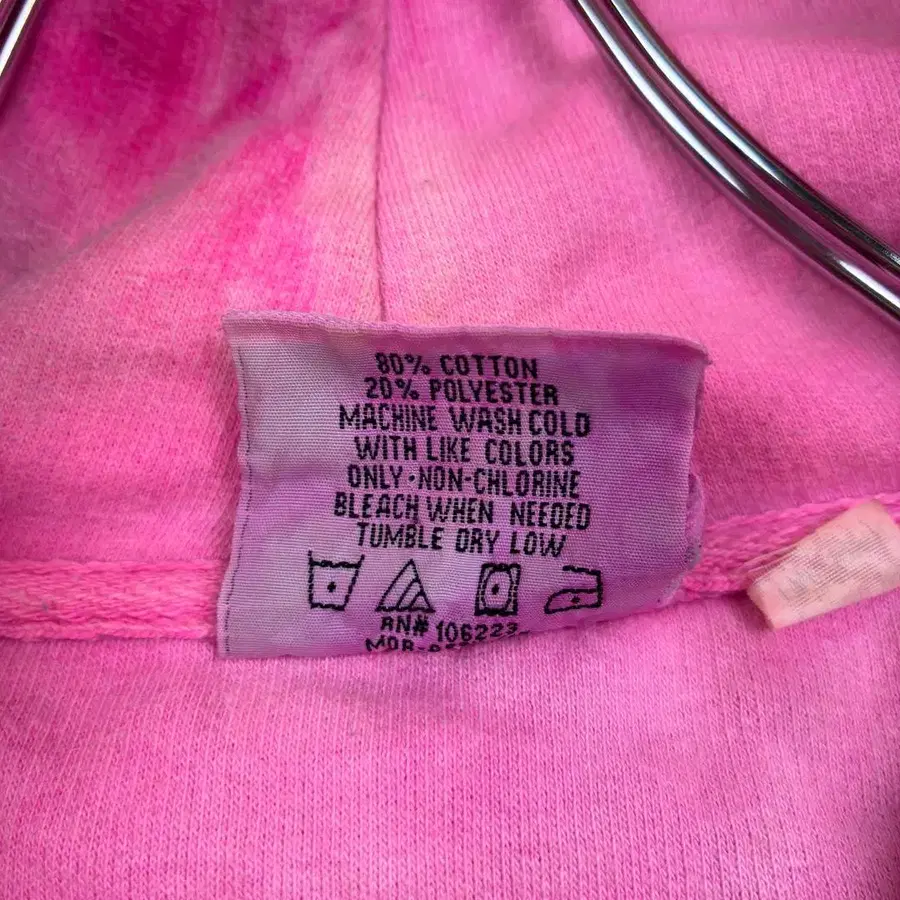 80% COTTON
20% POLYESTER
MACHINE WASH COLD
WITH LIKE COLORS
ONLY·NON-CHLORINE
BLEACH WHEN NEEDED
TUMBLE DRY LOW
RN# 106223